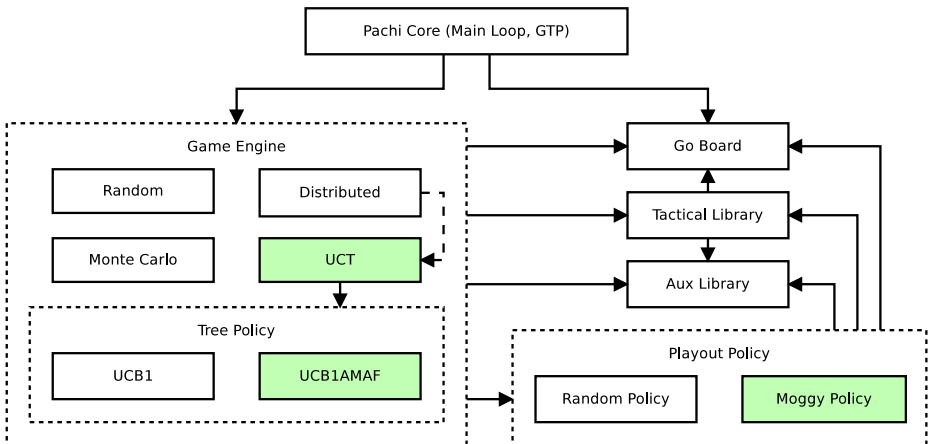 Pachi Core (Main Loop, GTP)
Game Engine
Go Board
Random
Distributed
Tactical Library
Monte Carlo
UCT
Aux Library
Tree Policy
Playout Policy
UCB1
UCB1AMAF
Random Policy
Moggy Policy